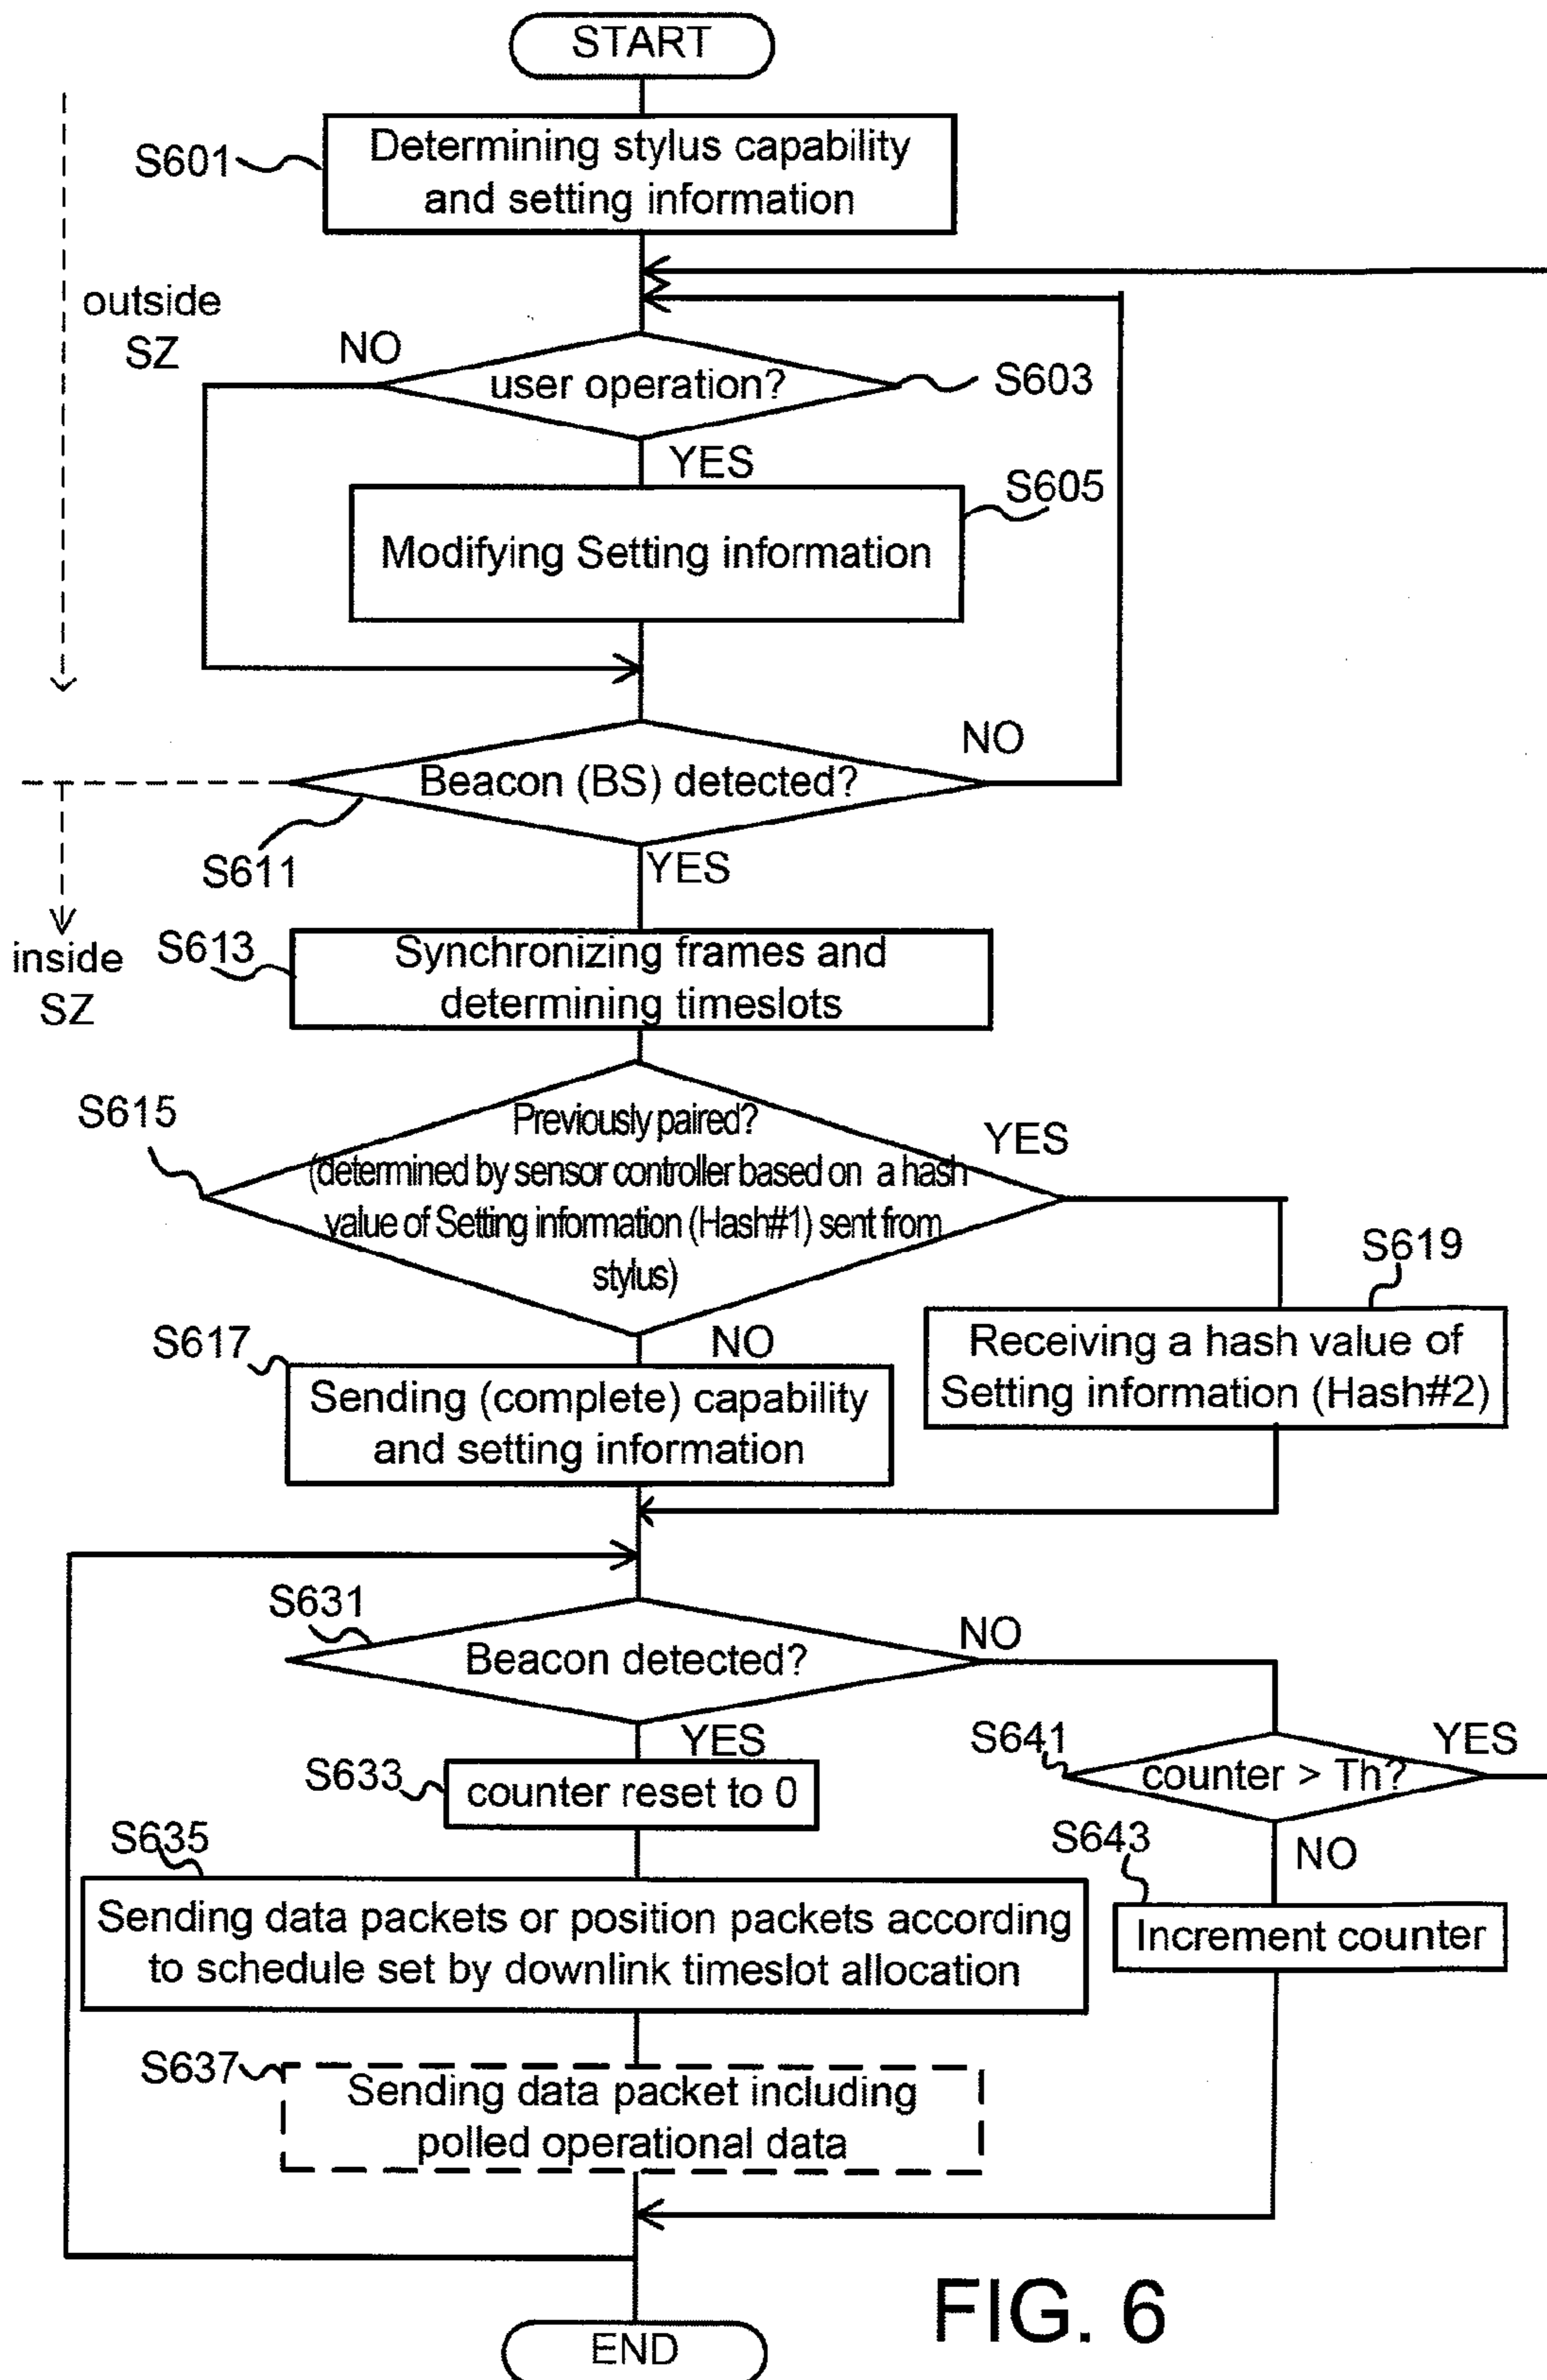 START
S601
Determining stylus capability
and setting information
outside
SZ
NO
user operation?
S603
YES
S605
Modifying Setting information
NO
Beacon (BS) detected?
S611
YES
inside
SZ
S613
Synchronizing frames and
determining timeslots
S615
Previously paired?
(determined by sensor controller based on a hash
value of Setting information (Hash#1) sent from
stylus)
YES
S619
Receiving a hash value of
Setting information (Hash#2)
S617
NO
Sending (complete) capability
and setting information
S631
Beacon detected?
NO
YES
S641
counter > Th?
YES
S633
counter reset to 0
S643
NO
Increment counter
S635
Sending data packets or position packets according
to schedule set by downlink timeslot allocation
S637
Sending data packet including
polled operational data
FIG. 6
END